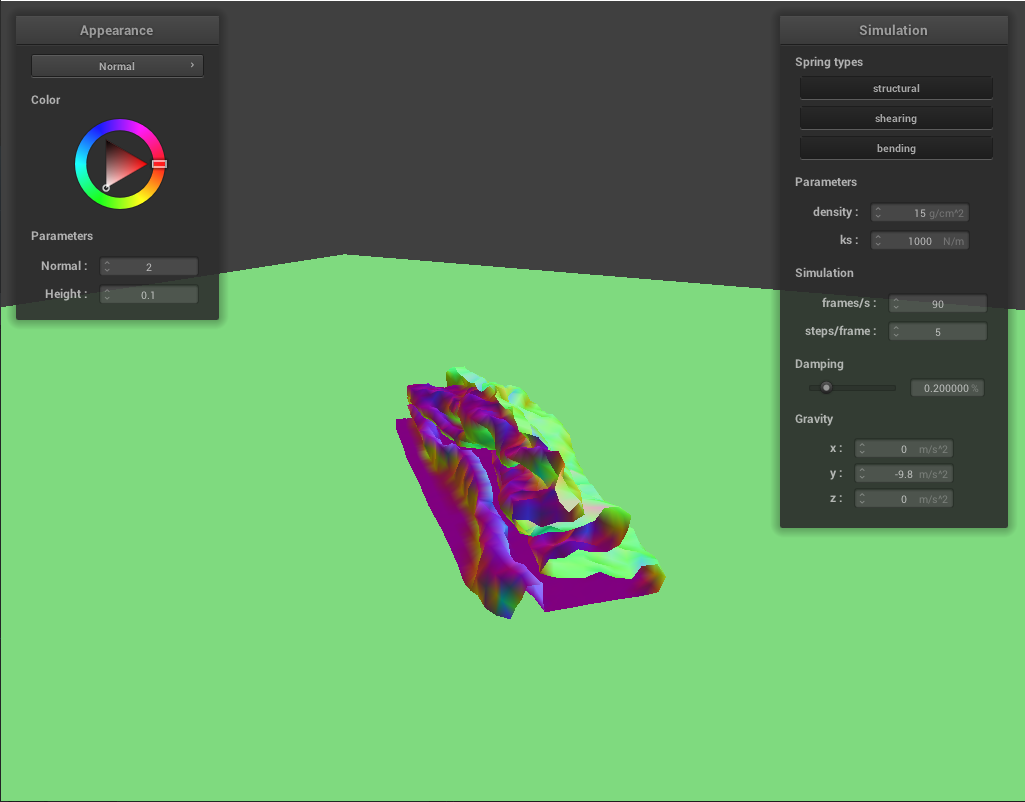 Appearance
Normal
Color
Parameters
Normal : 2
Height : 0.1
Simulation
Spring types
structural
shearing
bending
Parameters
density : 15 g/cm^2
ks : 1000 N/m
Simulation
frames/s : 90
steps/frame : 5
Damping
0.200000 %
Gravity
x : 0 m/s^2
y : -9.8 m/s^2
z : 0 m/s^2